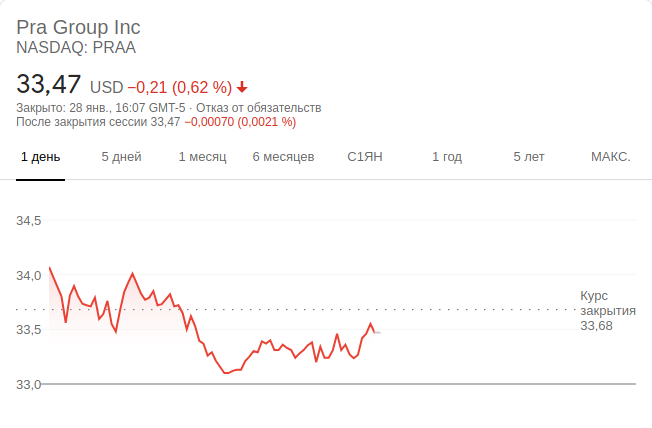 Pra Group Inc
NASDAQ: PRAA
33,47 USD −0,21 (0,62 %)
Закрыто: 28 янв., 16:07 GMT-5 · Отказ от обязательств
После закрытия сессии 33,47 −0,00070 (0,0021 %)
1 день 5 дней 1 месяц 6 месяцев С1ЯН 1 год 5 лет МАКС.
34,5
34,0
Курс
закрытия
33,68
33,5
33,0